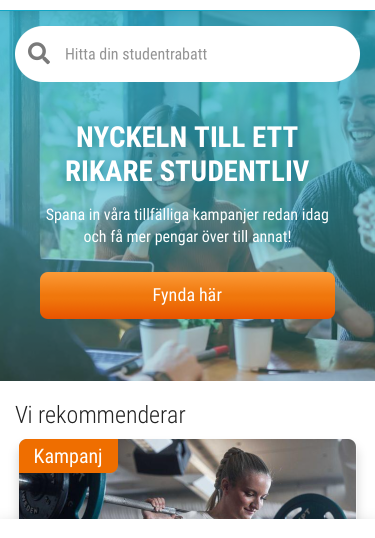 Hitta din studentrabatt
NYCKELN TILL ETT
RIKARE STUDENTLIV
Spana in våra tillfälliga kampanjer redan idag
och få mer pengar över till annat!
Fynda här
Vi rekommenderar
Kampanj